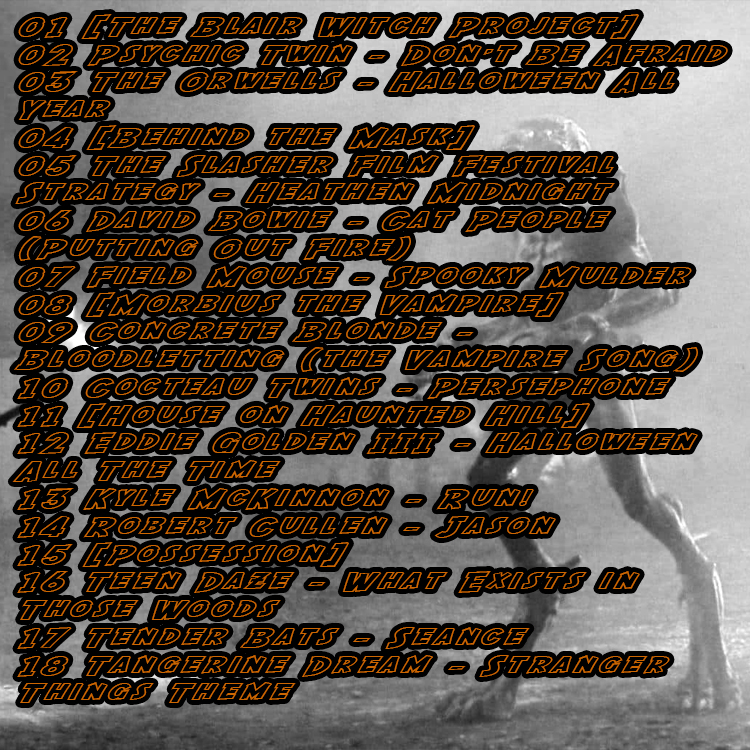 01 [The Blair Witch Project]
02 Psychic Twin - Don't Be Afraid
03 The Orwells - Halloween All
Year
04 [Behind the Mask]
05 The Slasher Film Festival
Strategy - Heathen Midnight
06 David Bowie - Cat People
(Putting Out Fire)
07 Field Mouse - Spooky Mulder
08 [Morbius the Vampire]
09 Concrete Blonde -
Bloodletting (The Vampire Song)
10 Cocteau Twins - Persephone
11 [House on Haunted Hill]
12 Eddie Golden III - Halloween
All The Time
13 Kyle McKinnon - Run!
14 Robert Cullen - Jason
15 [Possession]
16 Teen Daze - What Exists in
Those Woods
17 Tender Bats - Seance
18 Tangerine Dream - Stranger
Things Theme